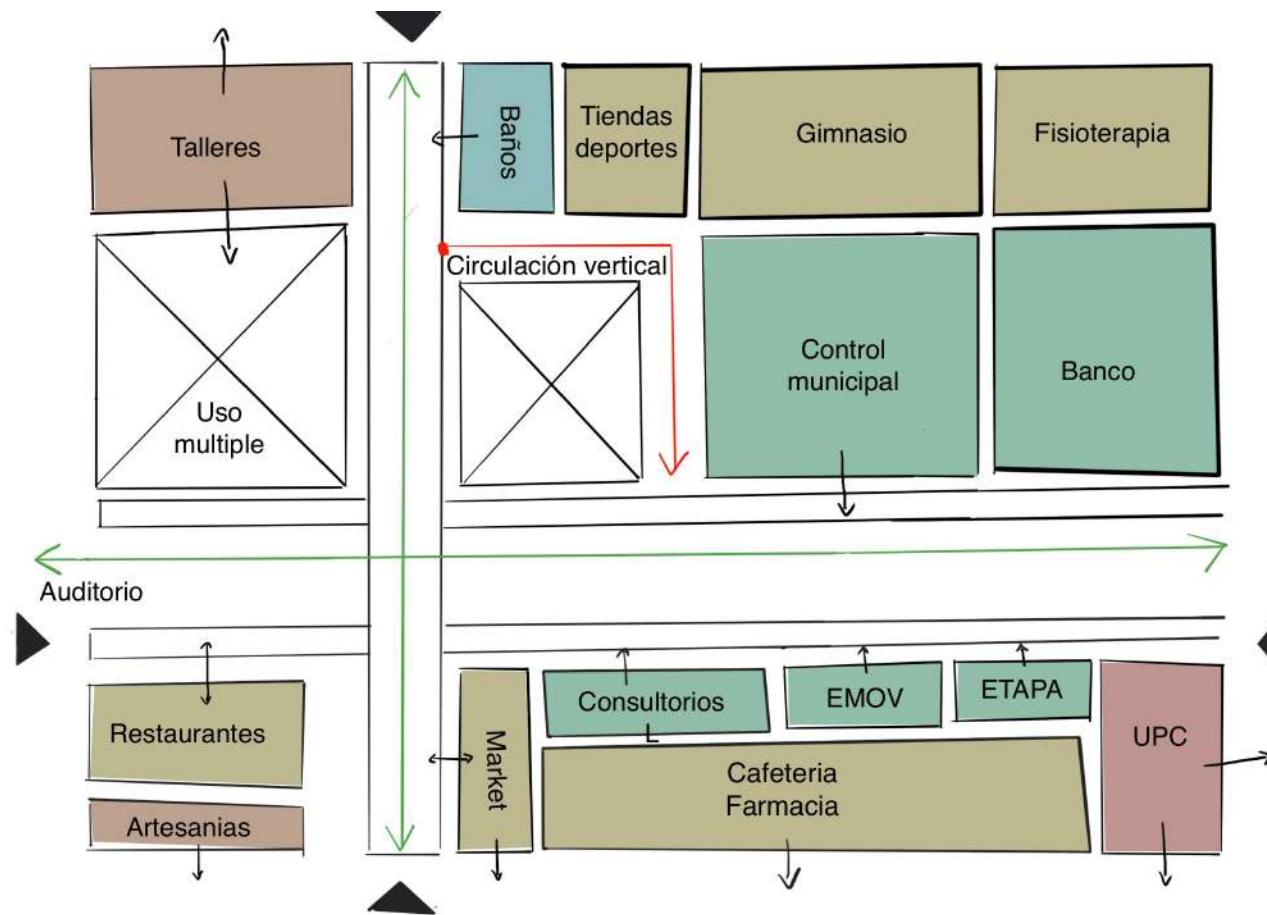 Talleres
Baños
Tiendas
deportes
Gimnasio
Fisioterapia
Circulación vertical
Uso
multiple
Control
municipal
Banco
Auditorio
Restaurantes
Artesanias
Market
Consultorios
L
EMOV
ETAPA
UPC
Cafeteria
Farmacia